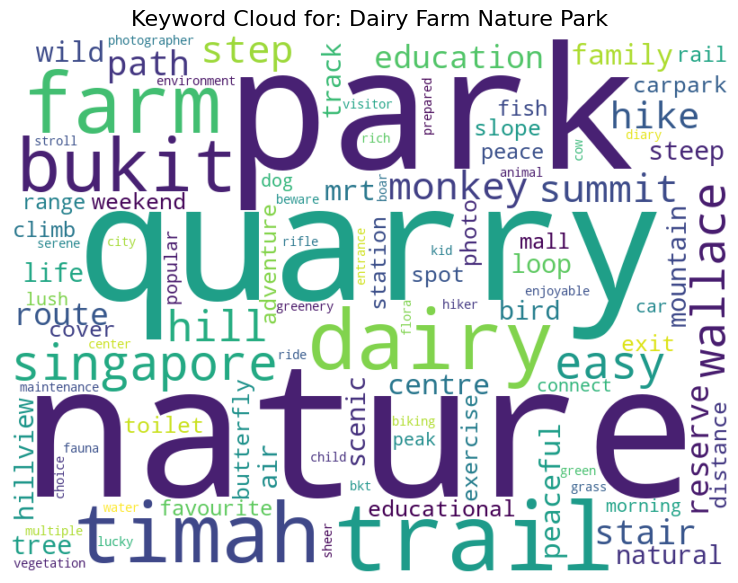 Keyword Cloud for: Dairy Farm Nature Park
photographer
wild
path
step
education
family
rail
environment
track
visitor
prepared
carpark
farm
park
fish
hike
stroll
rich
slope
diary
bukit
peace
cow
steep
animal
dog
mrt
boar
monkey
summit
range
weekend
beware
climb
quarry
wallace
serene
city
popular
adventure
rifle
entrance
station
kid
photo
mall
mountain
life
spot
loop
lush
greenery
hiker
enjoyable
car
route
cover
hill
flora
bird
center
dairy
exit
singapore
ride
easy
maintenance
centre
connect
reserve
distance
hillview
nature
scenic
toilet
butterfly
air
peak
biking
exercise
fauna
choice
child
green
bkt
grass
water
favourite
educational
peaceful
morning
multiple
timah
trail
stair
tree
lucky
sheer
natural
vegetation